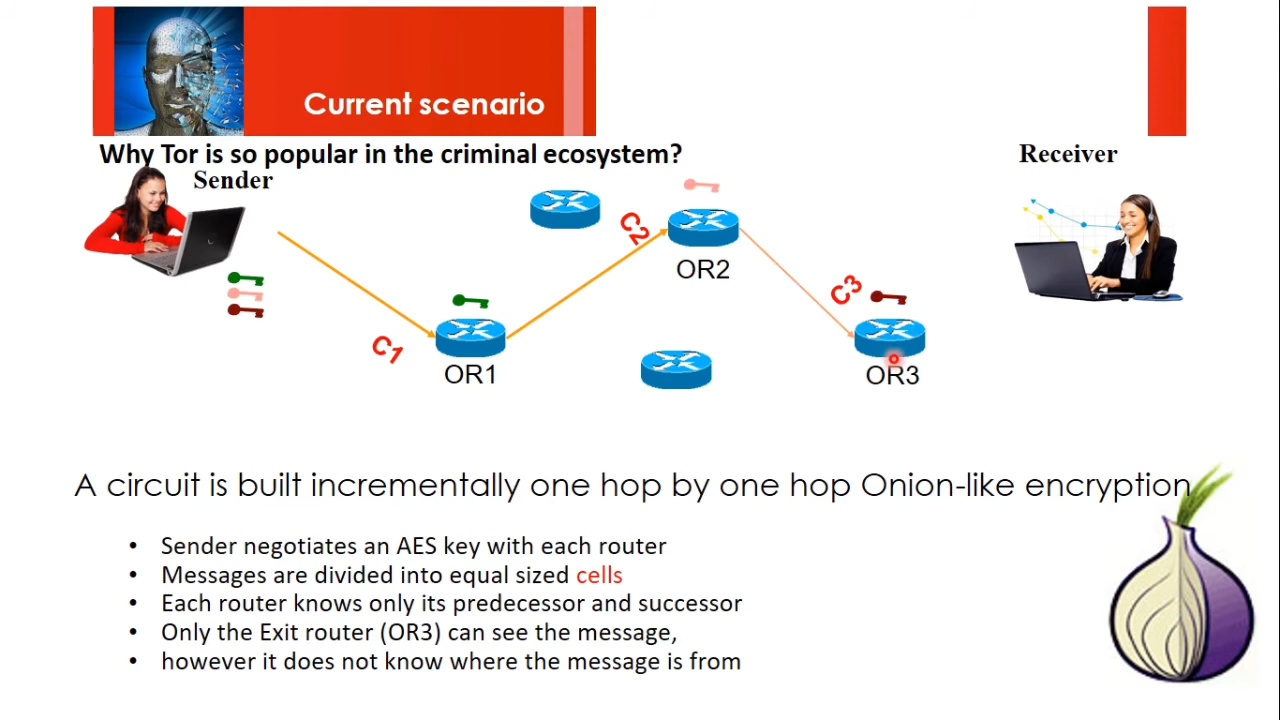 Current scenario
Why Tor is so popular in the criminal ecosystem?
Receiver
Sender
C2
OR2
C3
C1
OR1
OR3
A circuit is built incrementally one hop by one hop Onion-like encryption
• Sender negotiates an AES key with each router
• Messages are divided into equal sized cells
• Each router knows only its predecessor and successor
• Only the Exit router (OR3) can see the message,
• however it does not know where the message is from